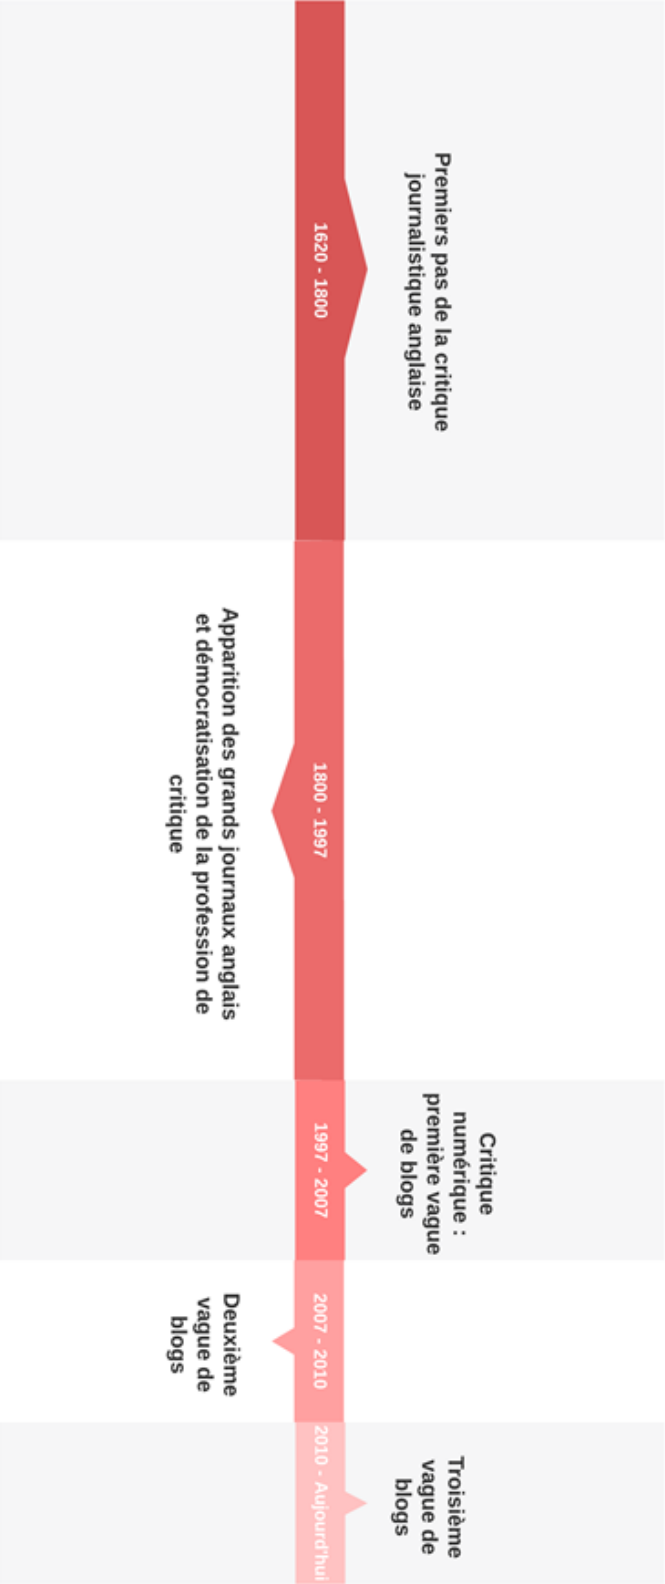 Premiers pas de la critique
journalistique anglaise
1620 - 1800
Apparition des grands journaux anglais
et démocratisation de la profession de
critique
1800 - 1997
Critique
numérique :
première vague
de blogs
1997 - 2007
Deuxième
vague de
blogs
2007 - 2010
Troisième
vague de
blogs
2010 - Aujourd'hui